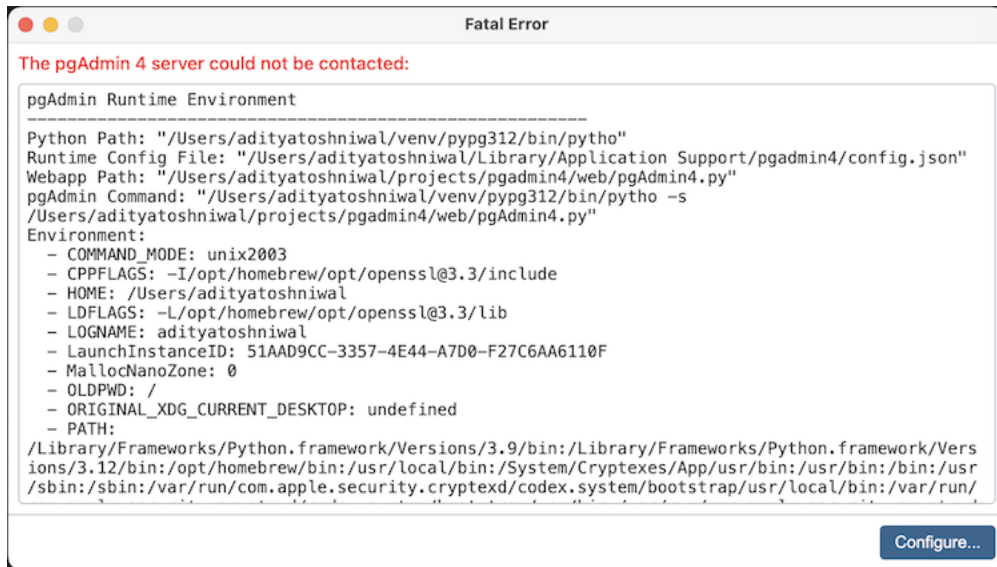 Fatal Error
The pgAdmin 4 server could not be contacted:
pgAdmin Runtime Environment
--------------------------------------------------------
Python Path: "/Users/adityatoshniwal/venv/pypg312/bin/pytho"
Runtime Config File: "/Users/adityatoshniwal/Library/Application Support/pgadmin4/config.json"
Webapp Path: "/Users/adityatoshniwal/projects/pgadmin4/web/pgAdmin4.py"
pgAdmin Command: "/Users/adityatoshniwal/venv/pypg312/bin/pytho -s
/Users/adityatoshniwal/projects/pgadmin4/web/pgAdmin4.py"
Environment:
- COMMAND_MODE: unix2003
- CPPFLAGS: -I/opt/homebrew/opt/openssl@3.3/include
- HOME: /Users/adityatoshniwal
- LDFLAGS: -L/opt/homebrew/opt/openssl@3.3/lib
- LOGNAME: adityatoshniwal
- LaunchInstanceID: 51AAD9CC-3357-4E44-A7D0-F27C6AA6110F
- MallocNanoZone: 0
- OLDPWD: /
- ORIGINAL_XDG_CURRENT_DESKTOP: undefined
- PATH:
/Library/Frameworks/Python.framework/Versions/3.9/bin:/Library/Frameworks/Python.framework/Vers
ions/3.12/bin:/opt/homebrew/bin:/usr/local/bin:/System/Cryptexes/App/usr/bin:/usr/bin:/bin:/usr
/sbin:/sbin:/var/run/com.apple.security.cryptexd/codex.system/bootstrap/usr/local/bin:/var/run/
Configure...